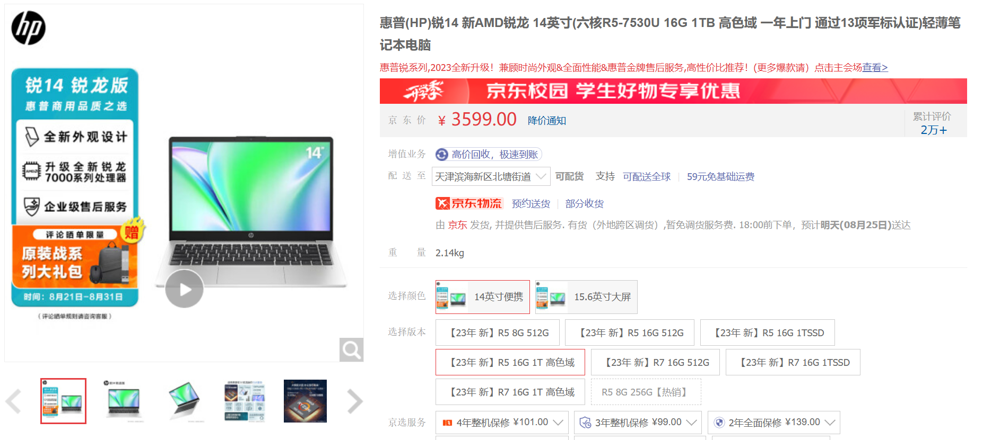 hp
锐14 锐龙版
惠普商用品质之选
全新外观设计
AMD
升级全新锐龙
7000系列处理器
企业级售后服务
评论晒单限量
赠
原装战系
列大礼包
时间：8月21日-8月31日
（评论晒单规则请咨询客服）
14"
惠普(HP)锐14 新AMD锐龙 14英寸(六核R5-7530U 16G 1TB 高色域 一年上门 通过13项军标认证)轻薄笔
记本电脑
惠普锐系列,2023全新升级！兼顾时尚外观&全面性能&惠普金牌售后服务,高性价比推荐！(更多爆款请）点击主会场查看>
开学季 京东校园 学生好物专享优惠
京东价 ¥ 3599.00 降价通知
累计评价
2万+
增值业务 高价回收，极速到账
配送至 天津滨海新区北塘街道 可配货 支持 可配送全球 59元免基础运费
京东物流 预约送货 部分收货
由 京东 发货, 并提供售后服务. 有货（外地跨区调货）,暂免调货服务费. 18:00前下单，预计明天(08月25日)送达
重量 2.14kg
选择颜色 14英寸便携 15.6英寸大屏
选择版本 【23年 新】R5 8G 512G 【23年 新】R5 16G 512G 【23年 新】R5 16G 1TSSD
【23年 新】R5 16G 1T 高色域 【23年 新】R7 16G 512G 【23年 新】R7 16G 1TSSD
【23年 新】R7 16G 1T 高色域 R5 8G 256G【热销】
京选服务 4年整机保修 ¥101.00 3年整机保修 ¥99.00 2年全面保修 ¥139.00